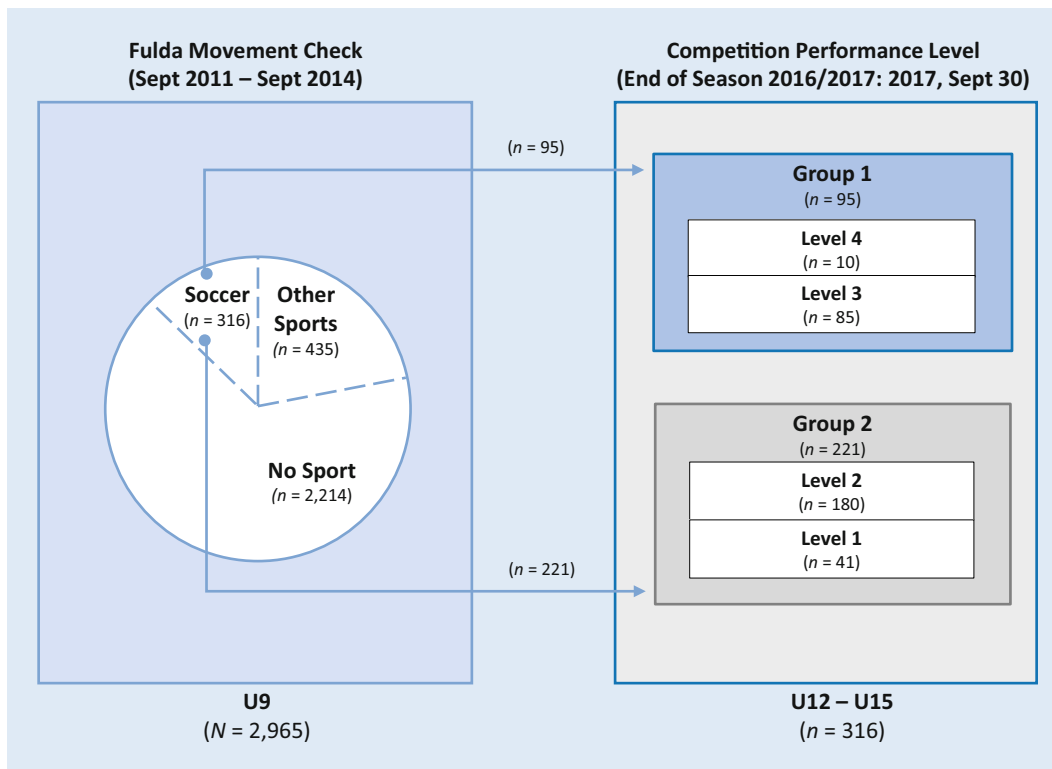 Fulda Movement Check
(Sept 2011 – Sept 2014)
Competition Performance Level
(End of Season 2016/2017: 2017, Sept 30)
(n = 95)
Group 1
(n = 95)
Level 4
(n = 10)
Level 3
(n = 85)
Soccer
(n = 316)
Other
Sports
(n = 435)
No Sport
(n = 2,214)
Group 2
(n = 221)
Level 2
(n = 180)
Level 1
(n = 41)
(n = 221)
U9
(N = 2,965)
U12 – U15
(n = 316)